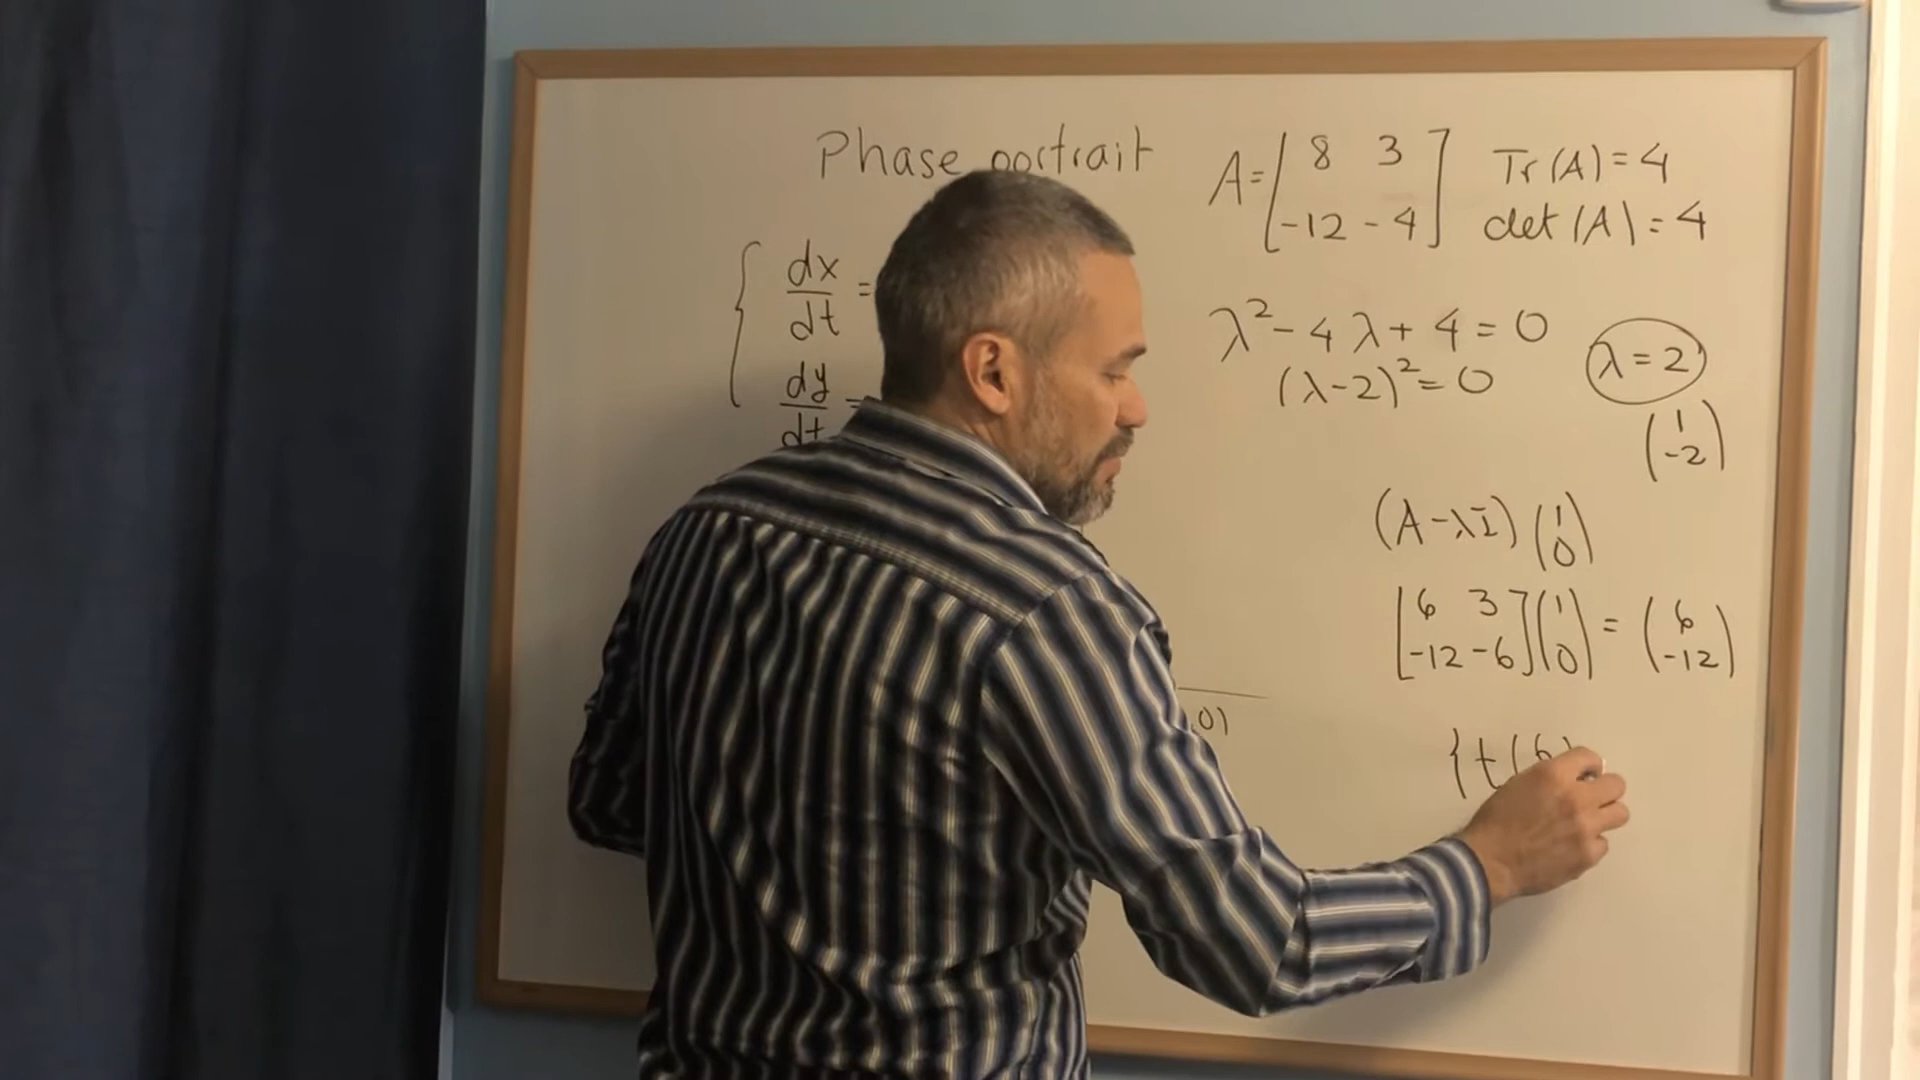 Phase portrait
dx/dt =
dy/dt =
A = [ 8 3
-12 -4 ]
Tr(A) = 4
det(A) = 4
λ² - 4λ + 4 = 0
(λ-2)² = 0
λ = 2
( 1
-2 )
(A - λI) ( 1
0 )
[ 6 3
-12 -6 ] ( 1
0 ) = ( 6
-12 )
0)
{ t ( 6 )